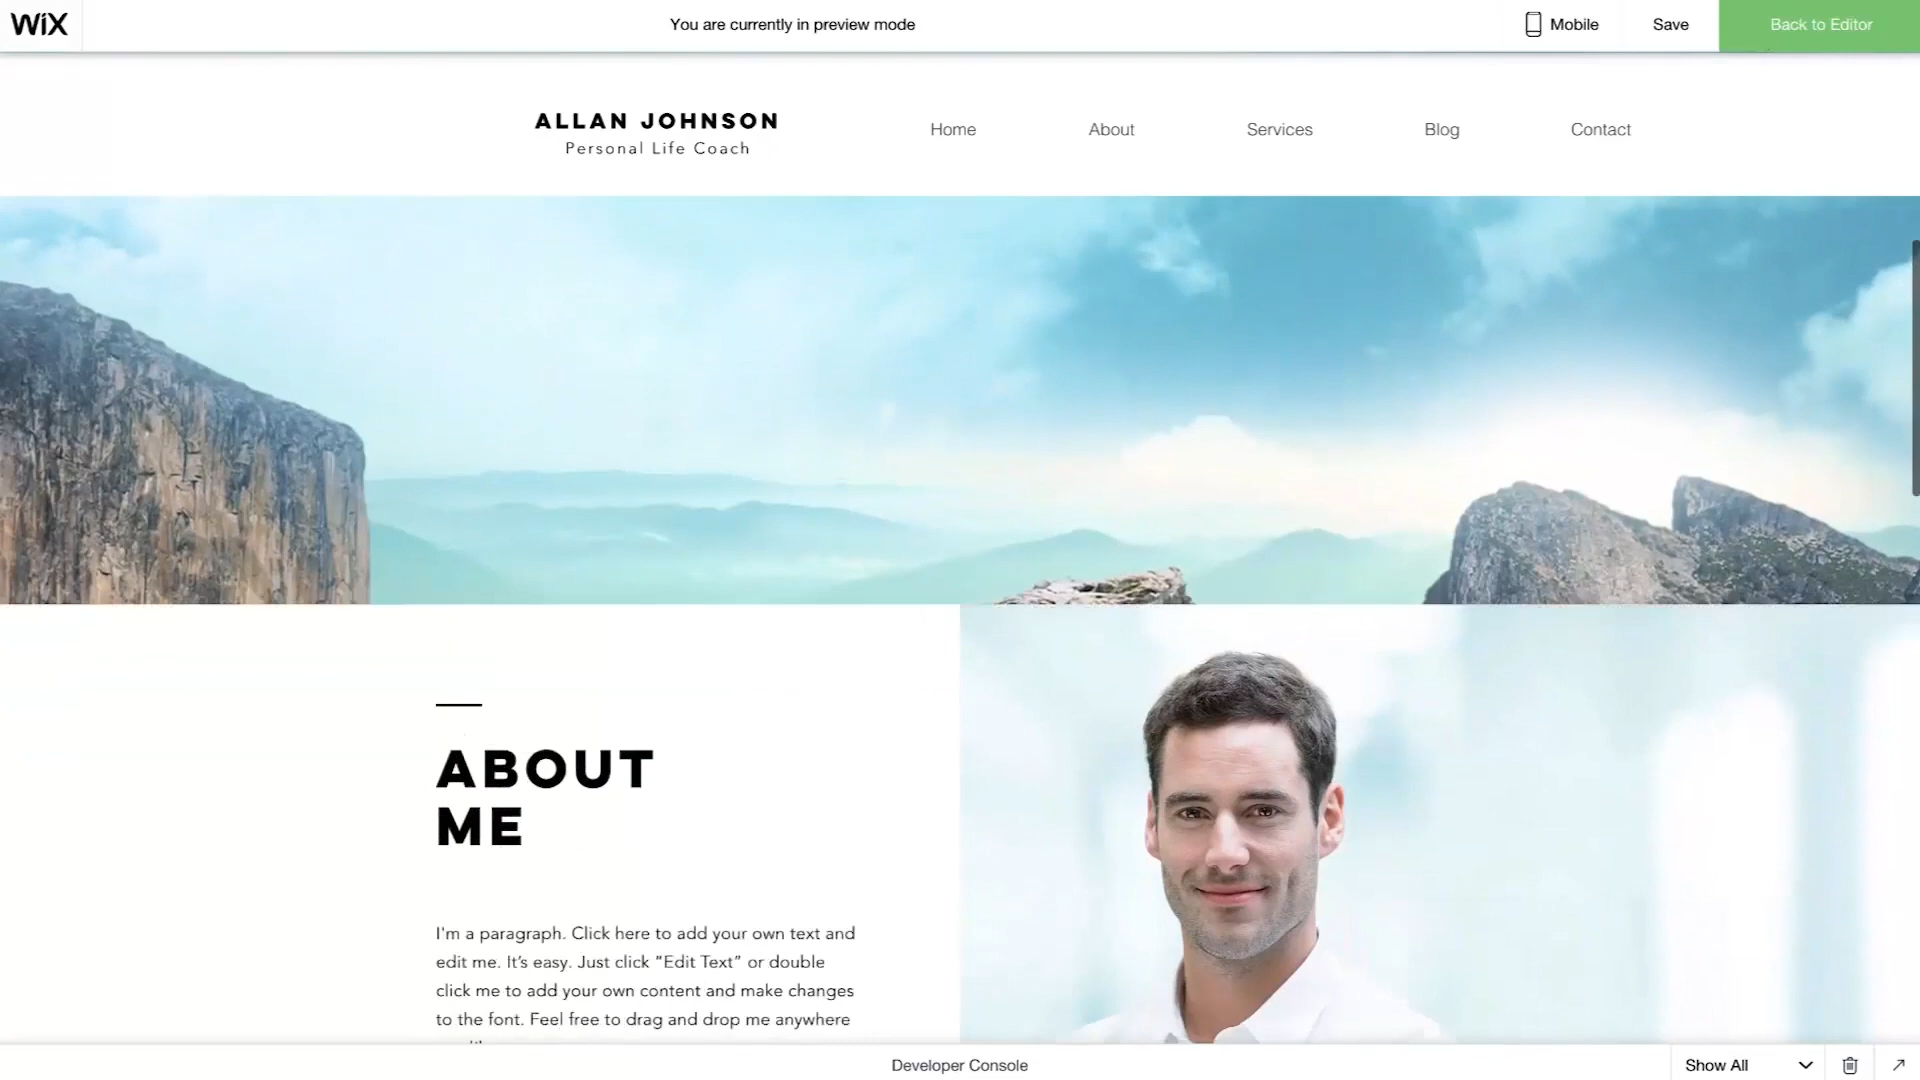 WiX
You are currently in preview mode
Mobile
Save
Back to Editor
ALLAN JOHNSON
Personal Life Coach
Home
About
Services
Blog
Contact
ABOUT
ME
I'm a paragraph. Click here to add your own text and
edit me. It’s easy. Just click “Edit Text” or double
click me to add your own content and make changes
to the font. Feel free to drag and drop me anywhere
Developer Console
Show All